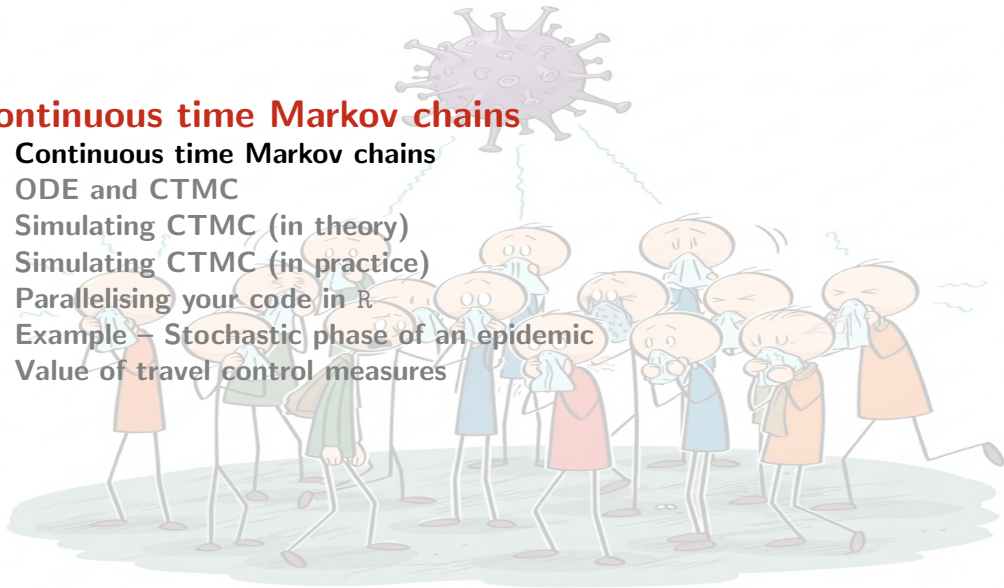 ontinuous time Markov chains
Continuous time Markov chains
ODE and CTMC
Simulating CTMC (in theory)
Simulating CTMC (in practice)
Parallelising your code in R
Example – Stochastic phase of an epidemic
Value of travel control measures